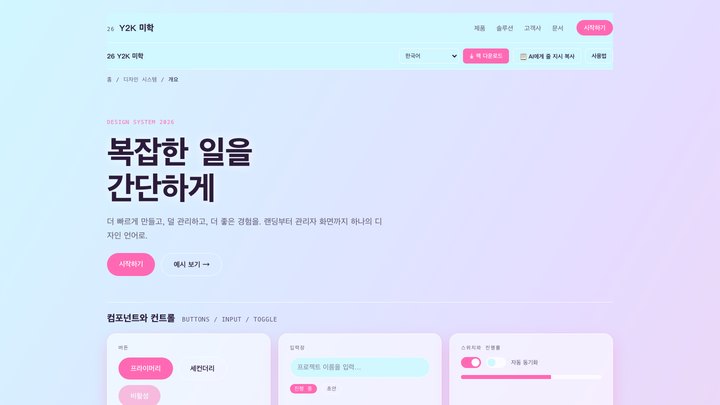 26 Y2K 미학
제품 솔루션 고객사 문서 시작하기
26 Y2K 미학
한국어 팩 다운로드 AI에게 줄 지시 복사 사용법
홈 / 디자인 시스템 / 개요
DESIGN SYSTEM 2026
복잡한 일을
간단하게
더 빠르게 만들고, 덜 관리하고, 더 좋은 경험을. 랜딩부터 관리자 화면까지 하나의 디
자인 언어로.
시작하기 예시 보기 →
컴포넌트와 컨트롤 BUTTONS / INPUT / TOGGLE
버튼
프라이머리 세컨더리
비활성
입력창
프로젝트 이름을 입력...
진행 중 초안
스위치와 진행률
자동 동기화